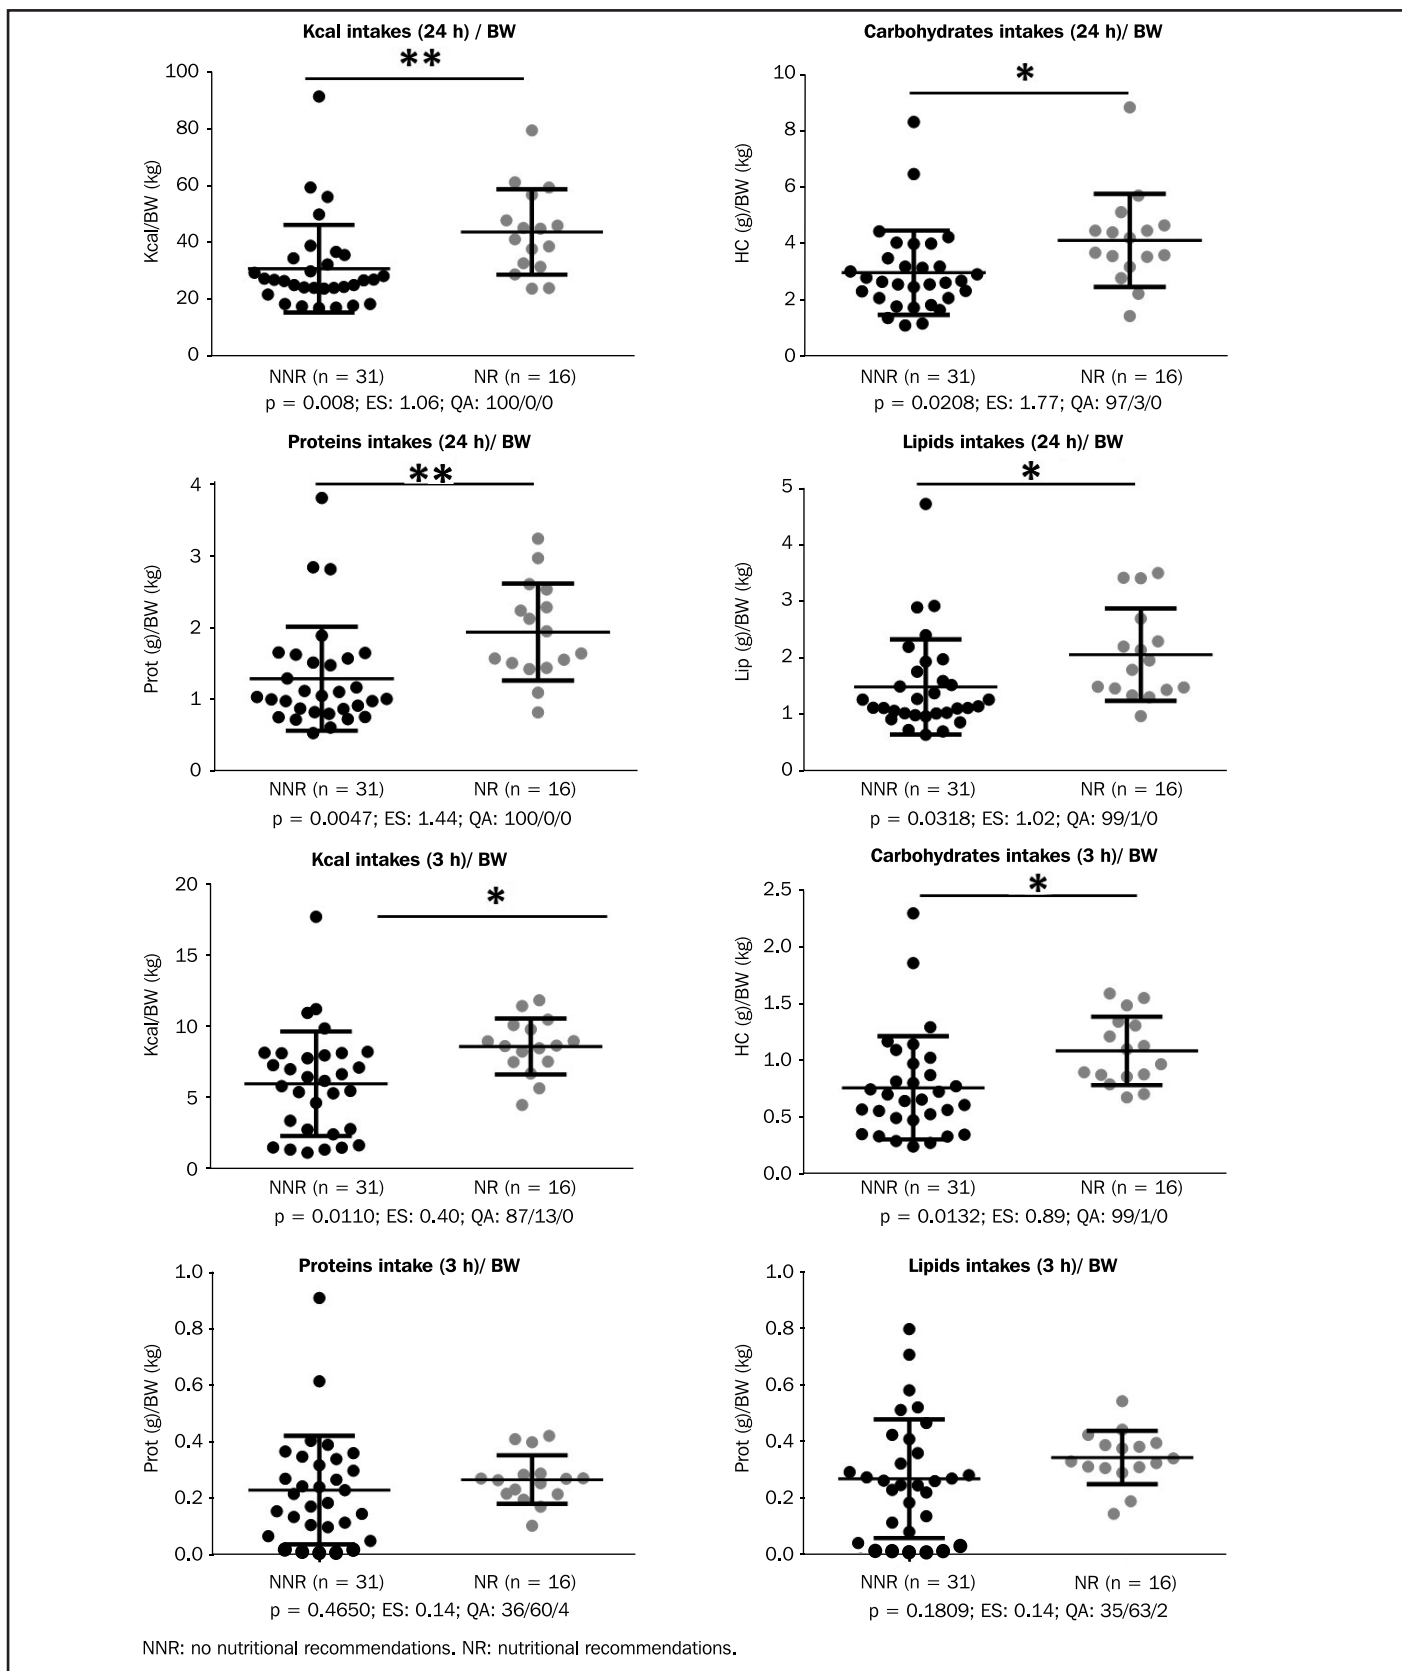 Kcal intakes (24 h) / BW
**
Kcal/BW (kg)
100
80
60
40
20
0
NNR (n = 31) NR (n = 16)
p = 0.008; ES: 1.06; QA: 100/0/0
Carbohydrates intakes (24 h)/ BW
*
HC (g)/BW (kg)
10
8
6
4
2
0
NNR (n = 31) NR (n = 16)
p = 0.0208; ES: 1.77; QA: 97/3/0
Proteins intakes (24 h)/ BW
**
Prot (g)/BW (kg)
4
3
2
1
0
NNR (n = 31) NR (n = 16)
p = 0.0047; ES: 1.44; QA: 100/0/0
Lipids intakes (24 h)/ BW
*
Lip (g)/BW (kg)
5
4
3
2
1
0
NNR (n = 31) NR (n = 16)
p = 0.0318; ES: 1.02; QA: 99/1/0
Kcal intakes (3 h)/ BW
*
Kcal/BW (kg)
20
15
10
5
0
NNR (n = 31) NR (n = 16)
p = 0.0110; ES: 0.40; QA: 87/13/0
Carbohydrates intakes (3 h)/ BW
*
HC (g)/BW (kg)
2.5
2.0
1.5
1.0
0.5
0.0
NNR (n = 31) NR (n = 16)
p = 0.0132; ES: 0.89; QA: 99/1/0
Proteins intake (3 h)/ BW
Prot (g)/BW (kg)
1.0
0.8
0.6
0.4
0.2
0.0
NNR (n = 31) NR (n = 16)
p = 0.4650; ES: 0.14; QA: 36/60/4
Lipids intakes (3 h)/ BW
Prot (g)/BW (kg)
1.0
0.8
0.6
0.4
0.2
0.0
NNR (n = 31) NR (n = 16)
p = 0.1809; ES: 0.14; QA: 35/63/2
NNR: no nutritional recommendations. NR: nutritional recommendations.